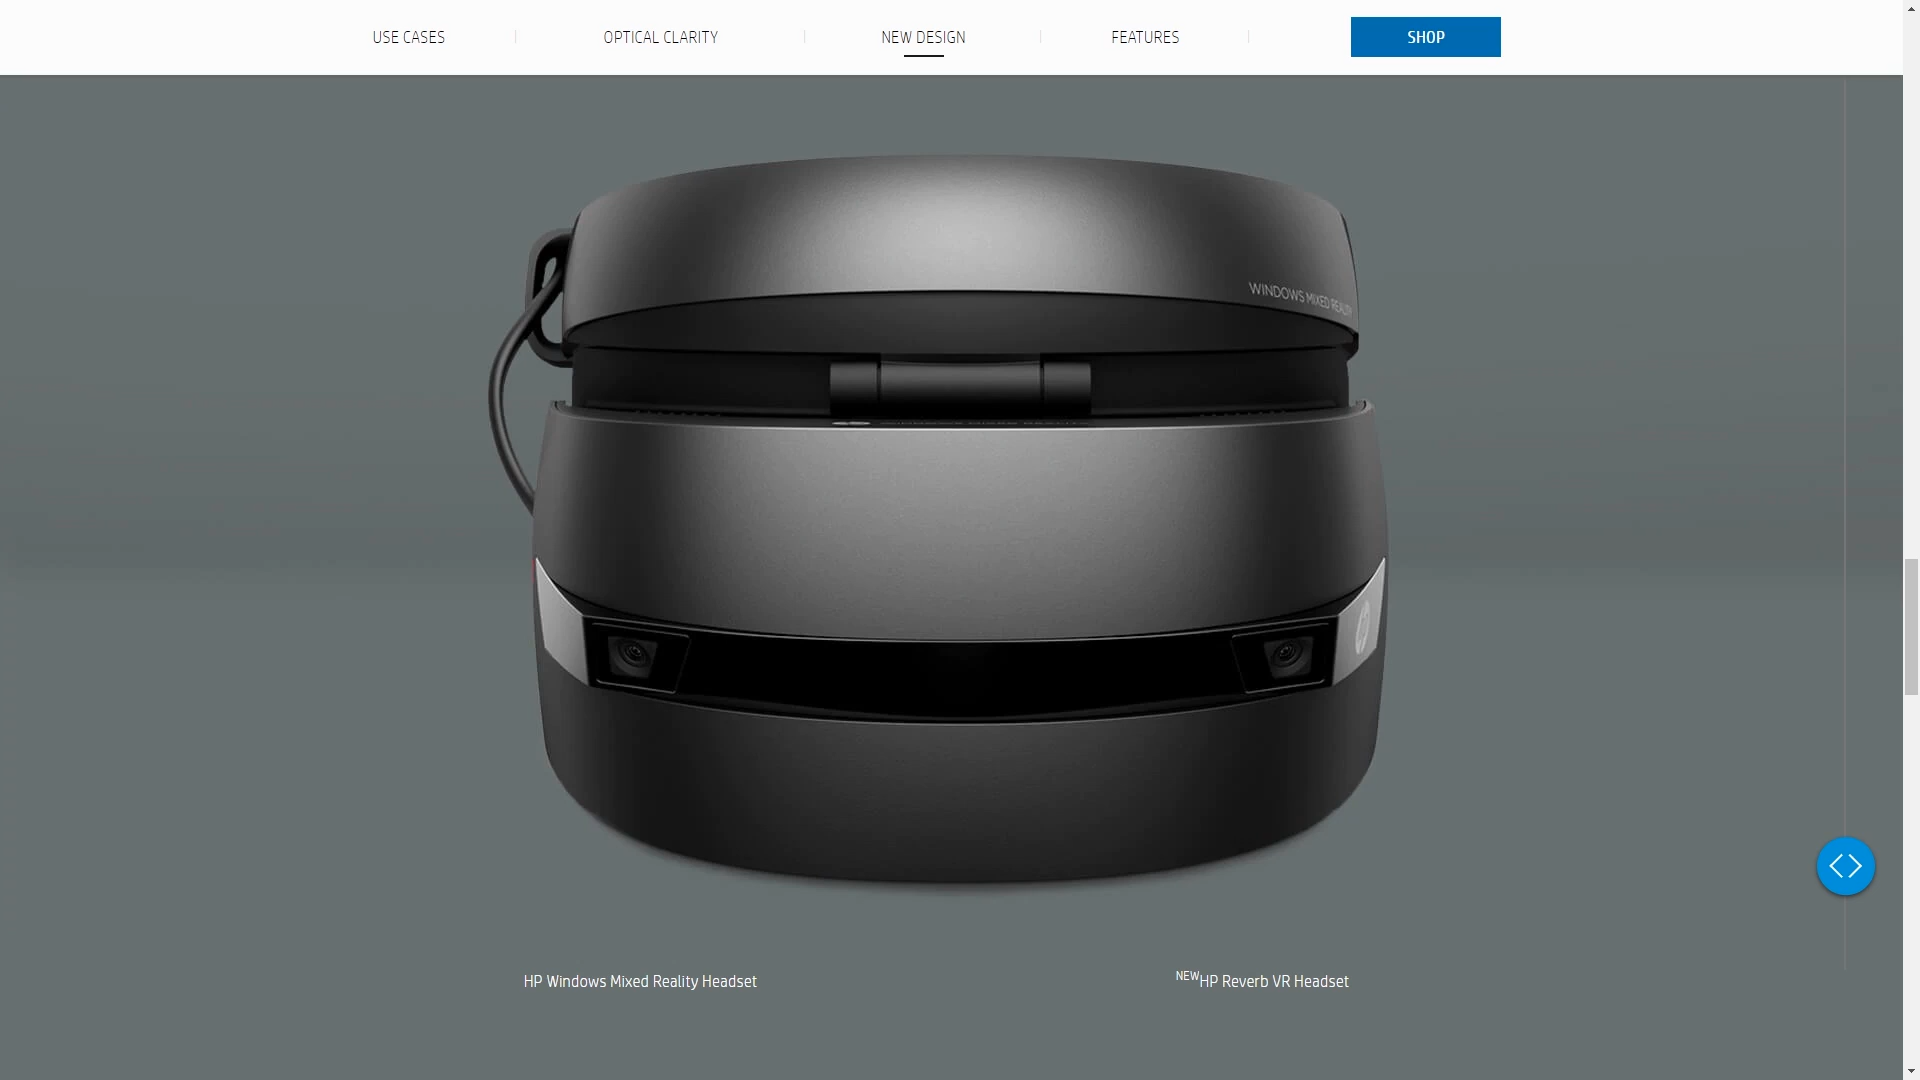 USE CASES
OPTICAL CLARITY
NEW DESIGN
FEATURES
SHOP
WINDOWS MIXED REALITY
hp
HP Windows Mixed Reality Headset
NEWHP Reverb VR Headset